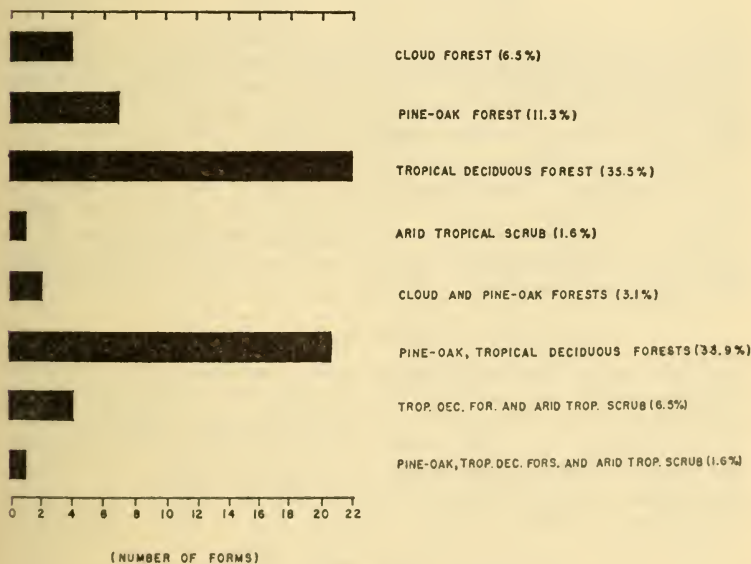 CLOUD FOREST (6.5%)
PINE-OAK FOREST (11.3%)
TROPICAL DECIDUOUS FOREST (35.5%)
ARID TROPICAL SCRUB (1.6%)
CLOUD AND PINE-OAK FORESTS (3.1%)
PINE-OAK, TROPICAL DECIDUOUS FORESTS (33.9%)
TROP. DEC. FOR. AND ARID TROP. SCRUB (6.5%)
PINE-OAK, TROP. DEC. FORS. AND ARID TROP. SCRUB (1.6%)
0 2 4 6 8 10 12 14 16 18 20 22
(NUMBER OF FORMS)